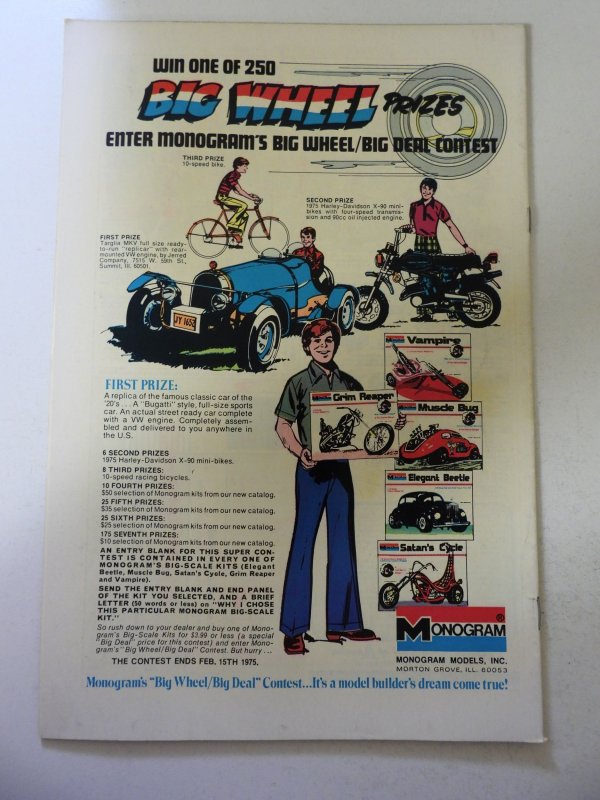 WIN ONE OF 250
BIG WHEEL PRIZES
ENTER MONOGRAM'S BIG WHEEL/BIG DEAL CONTEST
THIRD PRIZE
10-speed bike.
SECOND PRIZE
1975 Harley-Davidson X-90 mini-
bikes with four-speed transmis-
sion and 90cc oil injected engine.
FIRST PRIZE
Targlia MKV full size ready-
to-run "replicar" with rear-
mounted VW engine, by Jerred
Company, 7515 W. 59th St.,
Summit, Ill. 60501.
JY 1652
FIRST PRIZE:
A replica of the famous classic car of the
'20's . . . A "Bugatti" style, full-size sports
car. An actual street ready car complete
with a VW engine. Completely assem-
bled and delivered to you anywhere in
the U.S.
6 SECOND PRIZES
1975 Harley-Davidson X-90 mini-bikes.
8 THIRD PRIZES:
10-speed racing bicycles.
10 FOURTH PRIZES:
$50 selection of Monogram kits from our new catalog.
25 FIFTH PRIZES:
$35 selection of Monogram kits from our new catalog.
25 SIXTH PRIZES:
$25 selection of Monogram kits from our new catalog.
175 SEVENTH PRIZES:
$10 selection of Monogram kits from our new catalog.
AN ENTRY BLANK FOR THIS SUPER CON-
TEST IS CONTAINED IN EVERY ONE OF
MONOGRAM'S BIG-SCALE KITS (Elegant
Beetle, Muscle Bug, Satan's Cycle, Grim Reaper
and Vampire).
SEND THE ENTRY BLANK AND END PANEL
OF THE KIT YOU SELECTED, AND A BRIEF
LETTER (50 words or less) on "WHY I CHOSE
THIS PARTICULAR MONOGRAM BIG-SCALE
KIT."
So rush down to your dealer and buy one of Mono-
gram's Big-Scale Kits for $3.99 or less (a special
"Big Deal" price for this contest) and enter Mono-
gram's "Big Wheel/Big Deal" Contest. But hurry . . .
THE CONTEST ENDS FEB. 15TH 1975.
Vampire
Grim Reaper
Muscle Bug
Elegant Beetle
Satan's Cycle
MONOGRAM®
MONOGRAM MODELS, INC.
MORTON GROVE, ILL. 60053
Monogram's "Big Wheel/Big Deal" Contest...It's a model builder's dream come true!